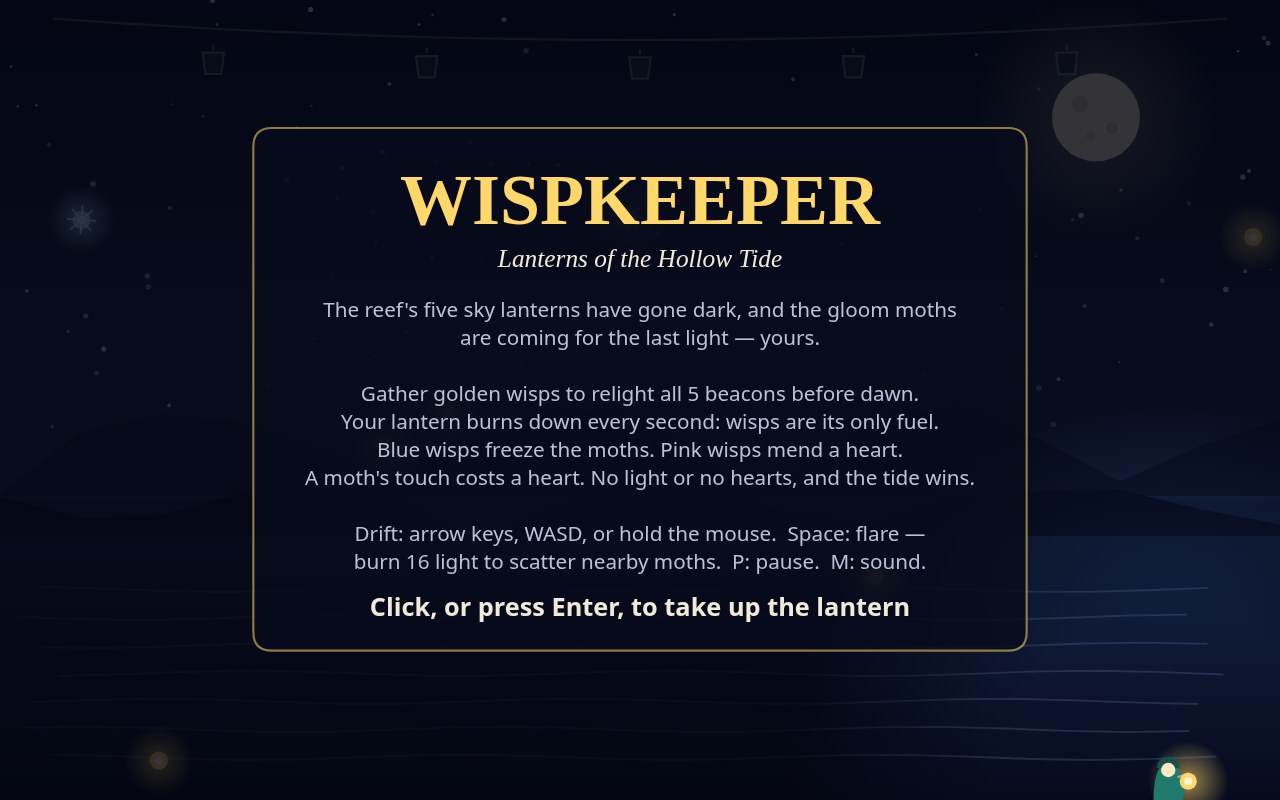 WISPKEEPER
Lanterns of the Hollow Tide
The reef's five sky lanterns have gone dark, and the gloom moths
are coming for the last light — yours.
Gather golden wisps to relight all 5 beacons before dawn.
Your lantern burns down every second: wisps are its only fuel.
Blue wisps freeze the moths. Pink wisps mend a heart.
A moth's touch costs a heart. No light or no hearts, and the tide wins.
Drift: arrow keys, WASD, or hold the mouse.  Space: flare —
burn 16 light to scatter nearby moths.  P: pause.  M: sound.
Click, or press Enter, to take up the lantern